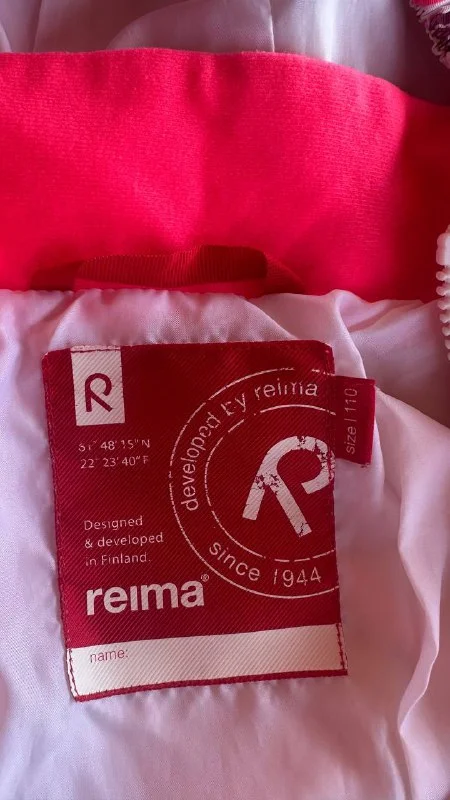 R
61° 48' 15" N
22° 23' 40" E
Designed
& developed
in Finland.
reima®
name:
developed by reima
R
since 1944
size | 110